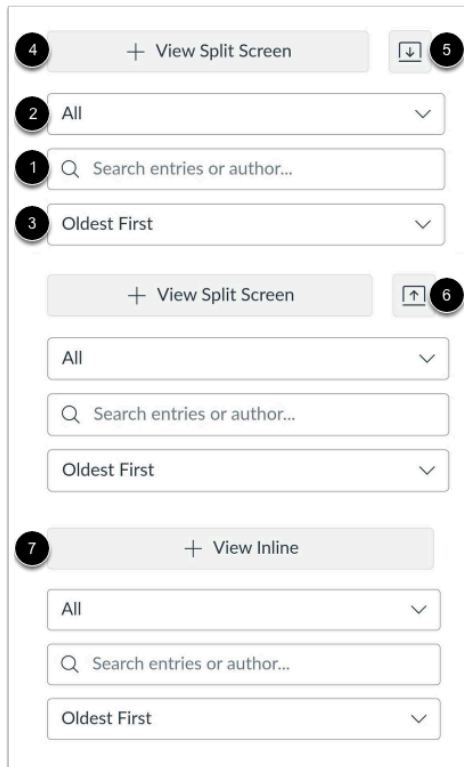 4 + View Split Screen 5
2 All
1 Search entries or author...
3 Oldest First
+ View Split Screen 6
All
Search entries or author...
Oldest First
7 + View Inline
All
Search entries or author...
Oldest First